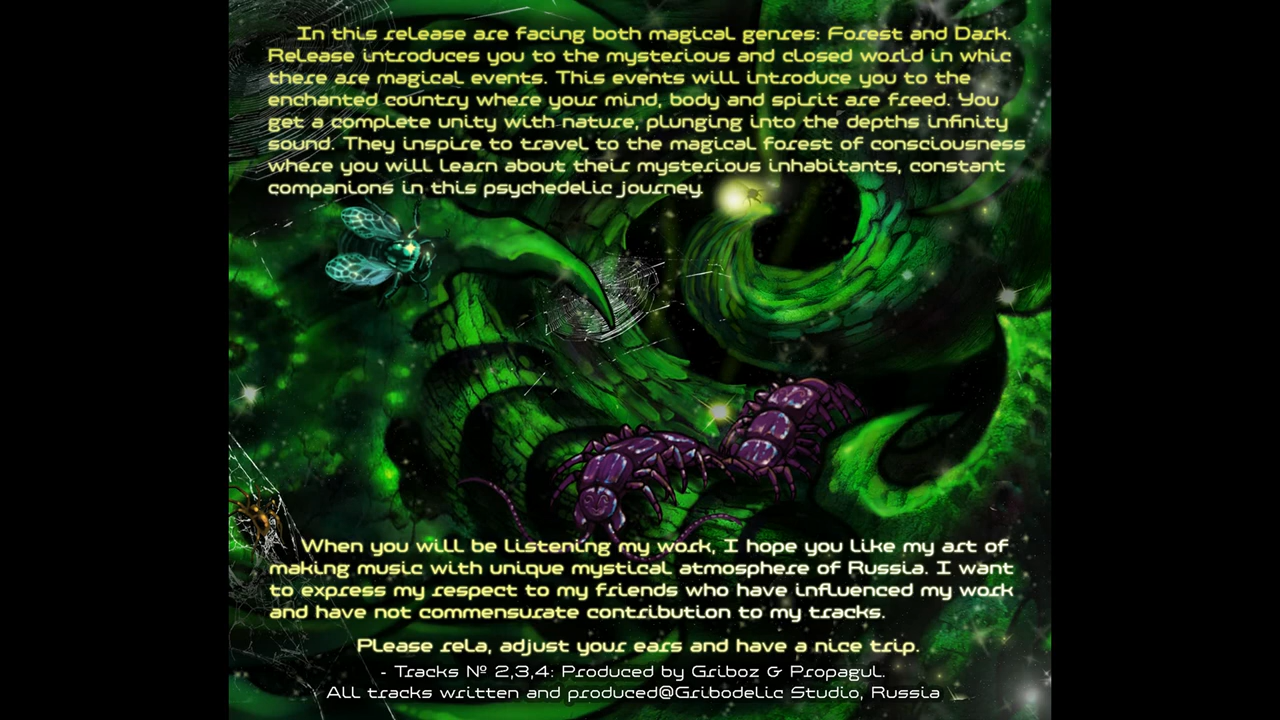 In this release are facing both magical genres: Forest and Dark.
Release introduces you to the mysterious and closed world in whic
there are magical events. This events will introduce you to the
enchanted country where your mind, body and spirit are freed. You
get a complete unity with nature, plunging into the depths infinity
sound. They inspire to travel to the magical forest of consciousness
where you will learn about their mysterious inhabitants, constant
companions in this psychedelic journey.
When you will be listening my work, I hope you like my art of
making music with unique mystical atmosphere of Russia. I want
to express my respect to my friends who have influenced my work
and have not commensurate contribution to my tracks.
Please rela, adjust your ears and have a nice trip.
- Tracks № 2,3,4: Produced by Griboz & Propagul.
All tracks written and produced@Gribodelic Studio, Russia